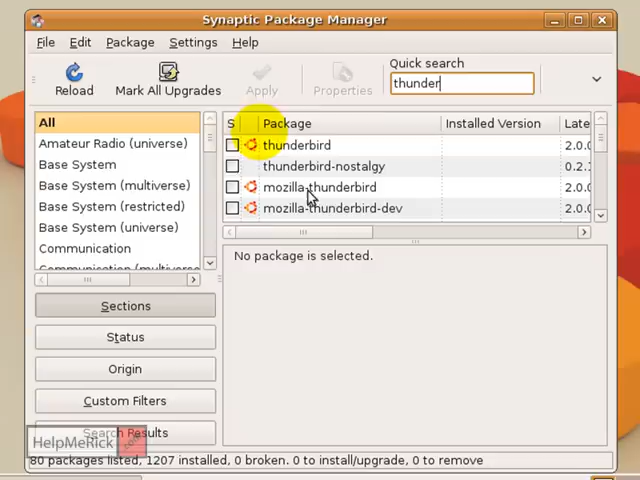 Synaptic Package Manager
File Edit Package Settings Help
Quick search
Reload Mark All Upgrades Apply Properties thunder
All
Amateur Radio (universe)
Base System
Base System (multiverse)
Base System (restricted)
Base System (universe)
Communication
Communication (multiverse
S Package Installed Version Late
thunderbird 2.0.0
thunderbird-nostalgy 0.2.1
mozilla-thunderbird 2.0.0
mozilla-thunderbird-dev 2.0.0
No package is selected.
Sections
Status
Origin
Custom Filters
Search Results
HelpMeRick .com
80 packages listed, 1207 installed, 0 broken. 0 to install/upgrade, 0 to remove